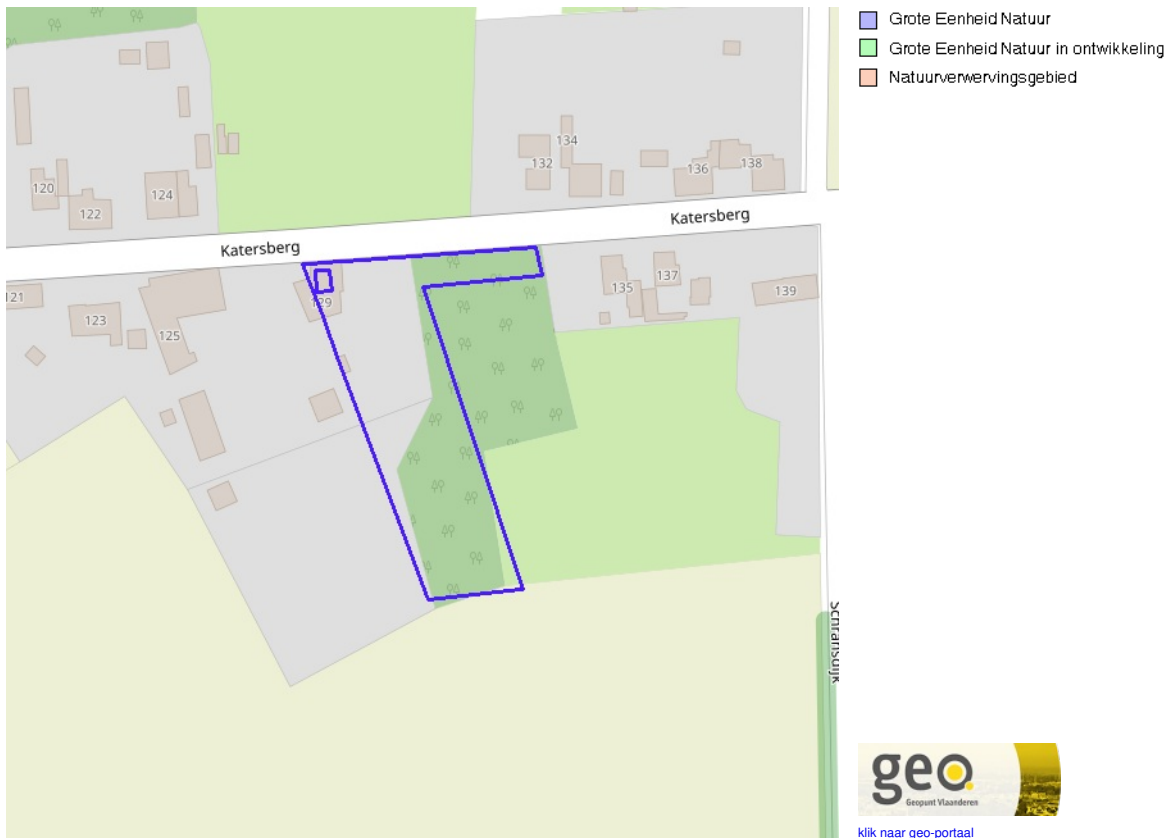 Grote Eenheid Natuur
Grote Eenheid Natuur in ontwikkeling
Natuurverwervingsgebied
134
132
136
138
120
124
122
Katersberg
Katersberg
121
123
125
129
135
137
139
Schransdijk
geo
Geopunt Vlaanderen
klik naar geo-portaal